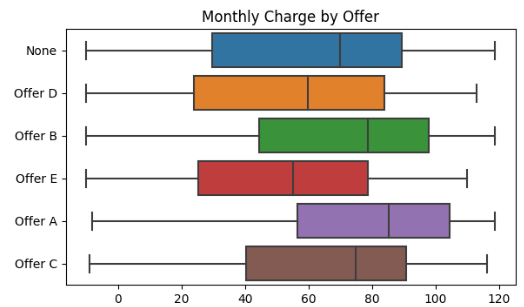 Monthly Charge by Offer
None
Offer D
Offer B
Offer E
Offer A
Offer C
0 20 40 60 80 100 120